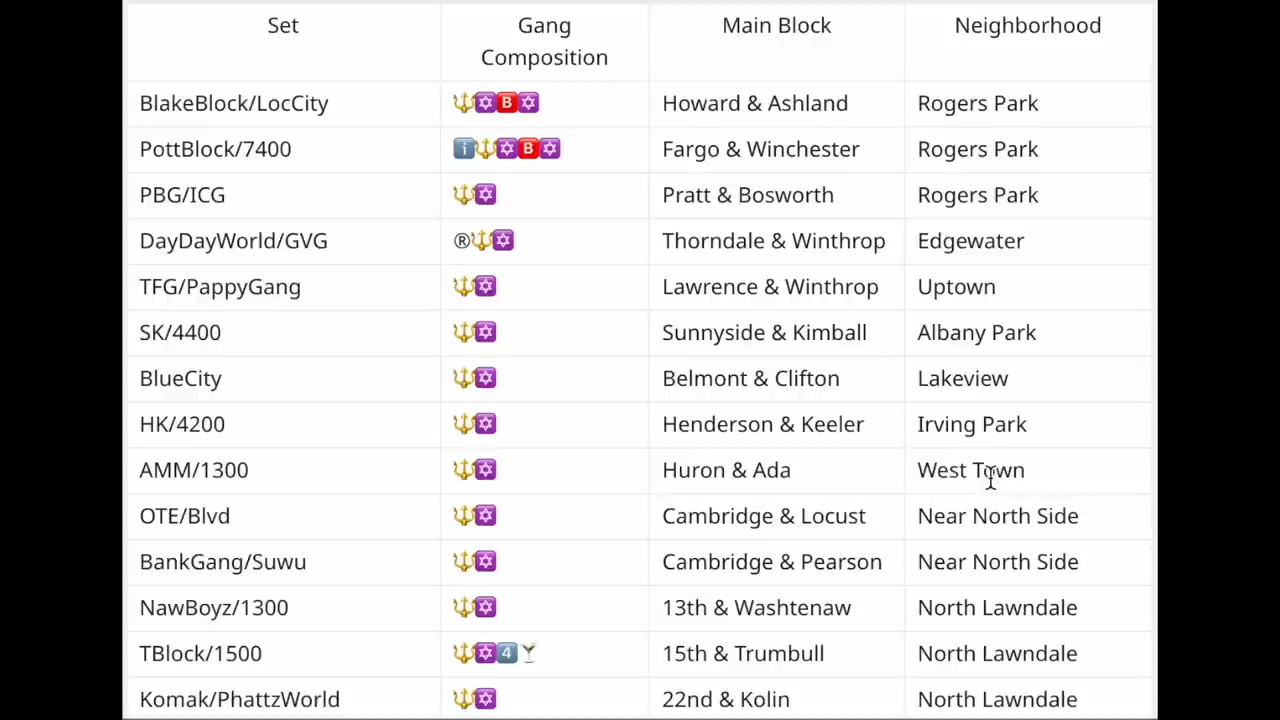 Set Gang Composition Main Block Neighborhood
BlakeBlock/LocCity 🔱🔯🅱🔯 Howard & Ashland Rogers Park
PottBlock/7400 ℹ🔱🔯🅱🔯 Fargo & Winchester Rogers Park
PBG/ICG 🔱🔯 Pratt & Bosworth Rogers Park
DayDayWorld/GVG ®🔱🔯 Thorndale & Winthrop Edgewater
TFG/PappyGang 🔱🔯 Lawrence & Winthrop Uptown
SK/4400 🔱🔯 Sunnyside & Kimball Albany Park
BlueCity 🔱🔯 Belmont & Clifton Lakeview
HK/4200 🔱🔯 Henderson & Keeler Irving Park
AMM/1300 🔱🔯 Huron & Ada West Town
OTE/Blvd 🔱🔯 Cambridge & Locust Near North Side
BankGang/Suwu 🔱🔯 Cambridge & Pearson Near North Side
NawBoyz/1300 🔱🔯 13th & Washtenaw North Lawndale
TBlock/1500 🔱🔯4️⃣🍸 15th & Trumbull North Lawndale
Komak/PhattzWorld 🔱🔯 22nd & Kolin North Lawndale